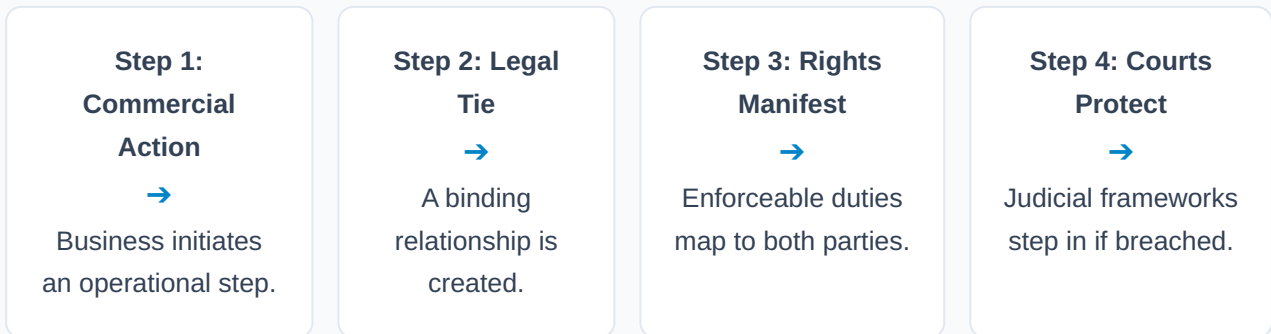 Step 1:
Commercial
Action
➔
Business initiates
an operational step.
Step 2: Legal
Tie
➔
A binding
relationship is
created.
Step 3: Rights
Manifest
➔
Enforceable duties
map to both parties.
Step 4: Courts
Protect
➔
Judicial frameworks
step in if breached.